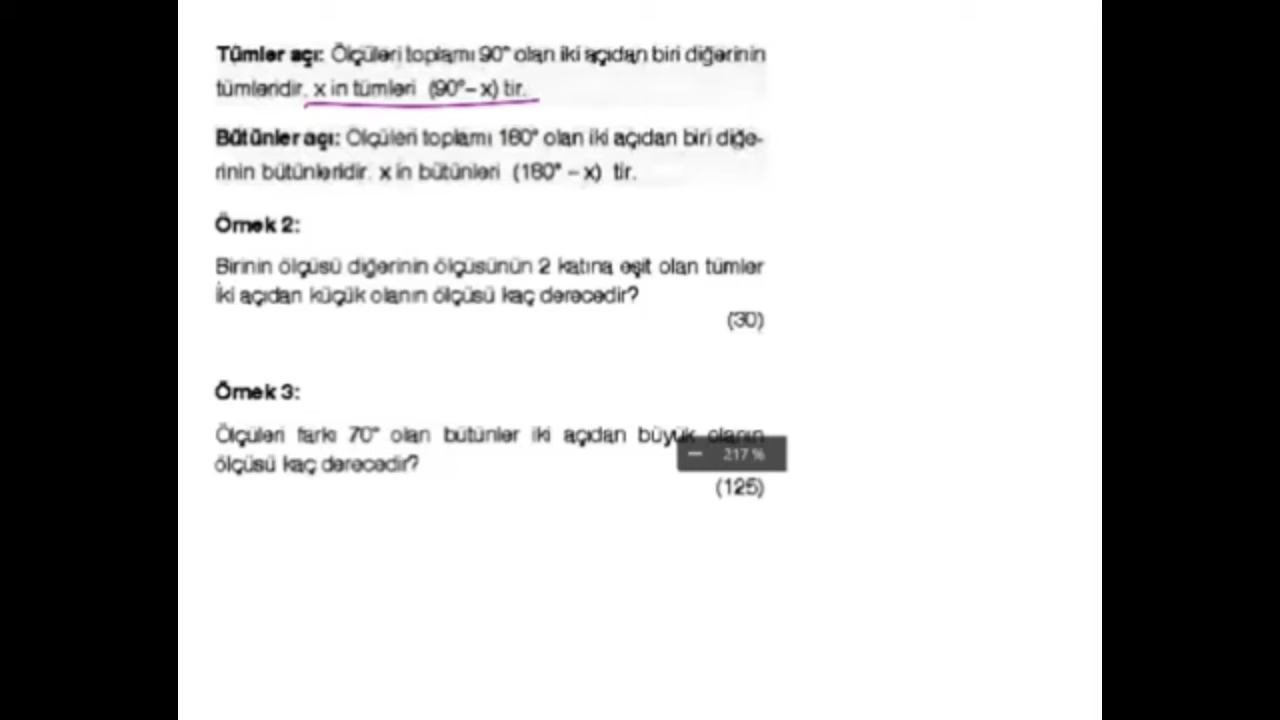 Tümler açı: Ölçüleri toplamı 90° olan iki açıdan biri diğerinin
tümleridir. x in tümleri (90° – x) tir.
Bütünler açı: Ölçüleri toplamı 180° olan iki açıdan biri diğe-
rinin bütünleridir. x in bütünleri (180° – x) tir.
Örnek 2:
Birinin ölçüsü diğerinin ölçüsünün 2 katına eşit olan tümler
iki açıdan küçük olanın ölçüsü kaç derecedir?
(30)
Örnek 3:
Ölçüleri farkı 70° olan bütünler iki açıdan büyük olanın
217 %
ölçüsü kaç derecedir?
(125)